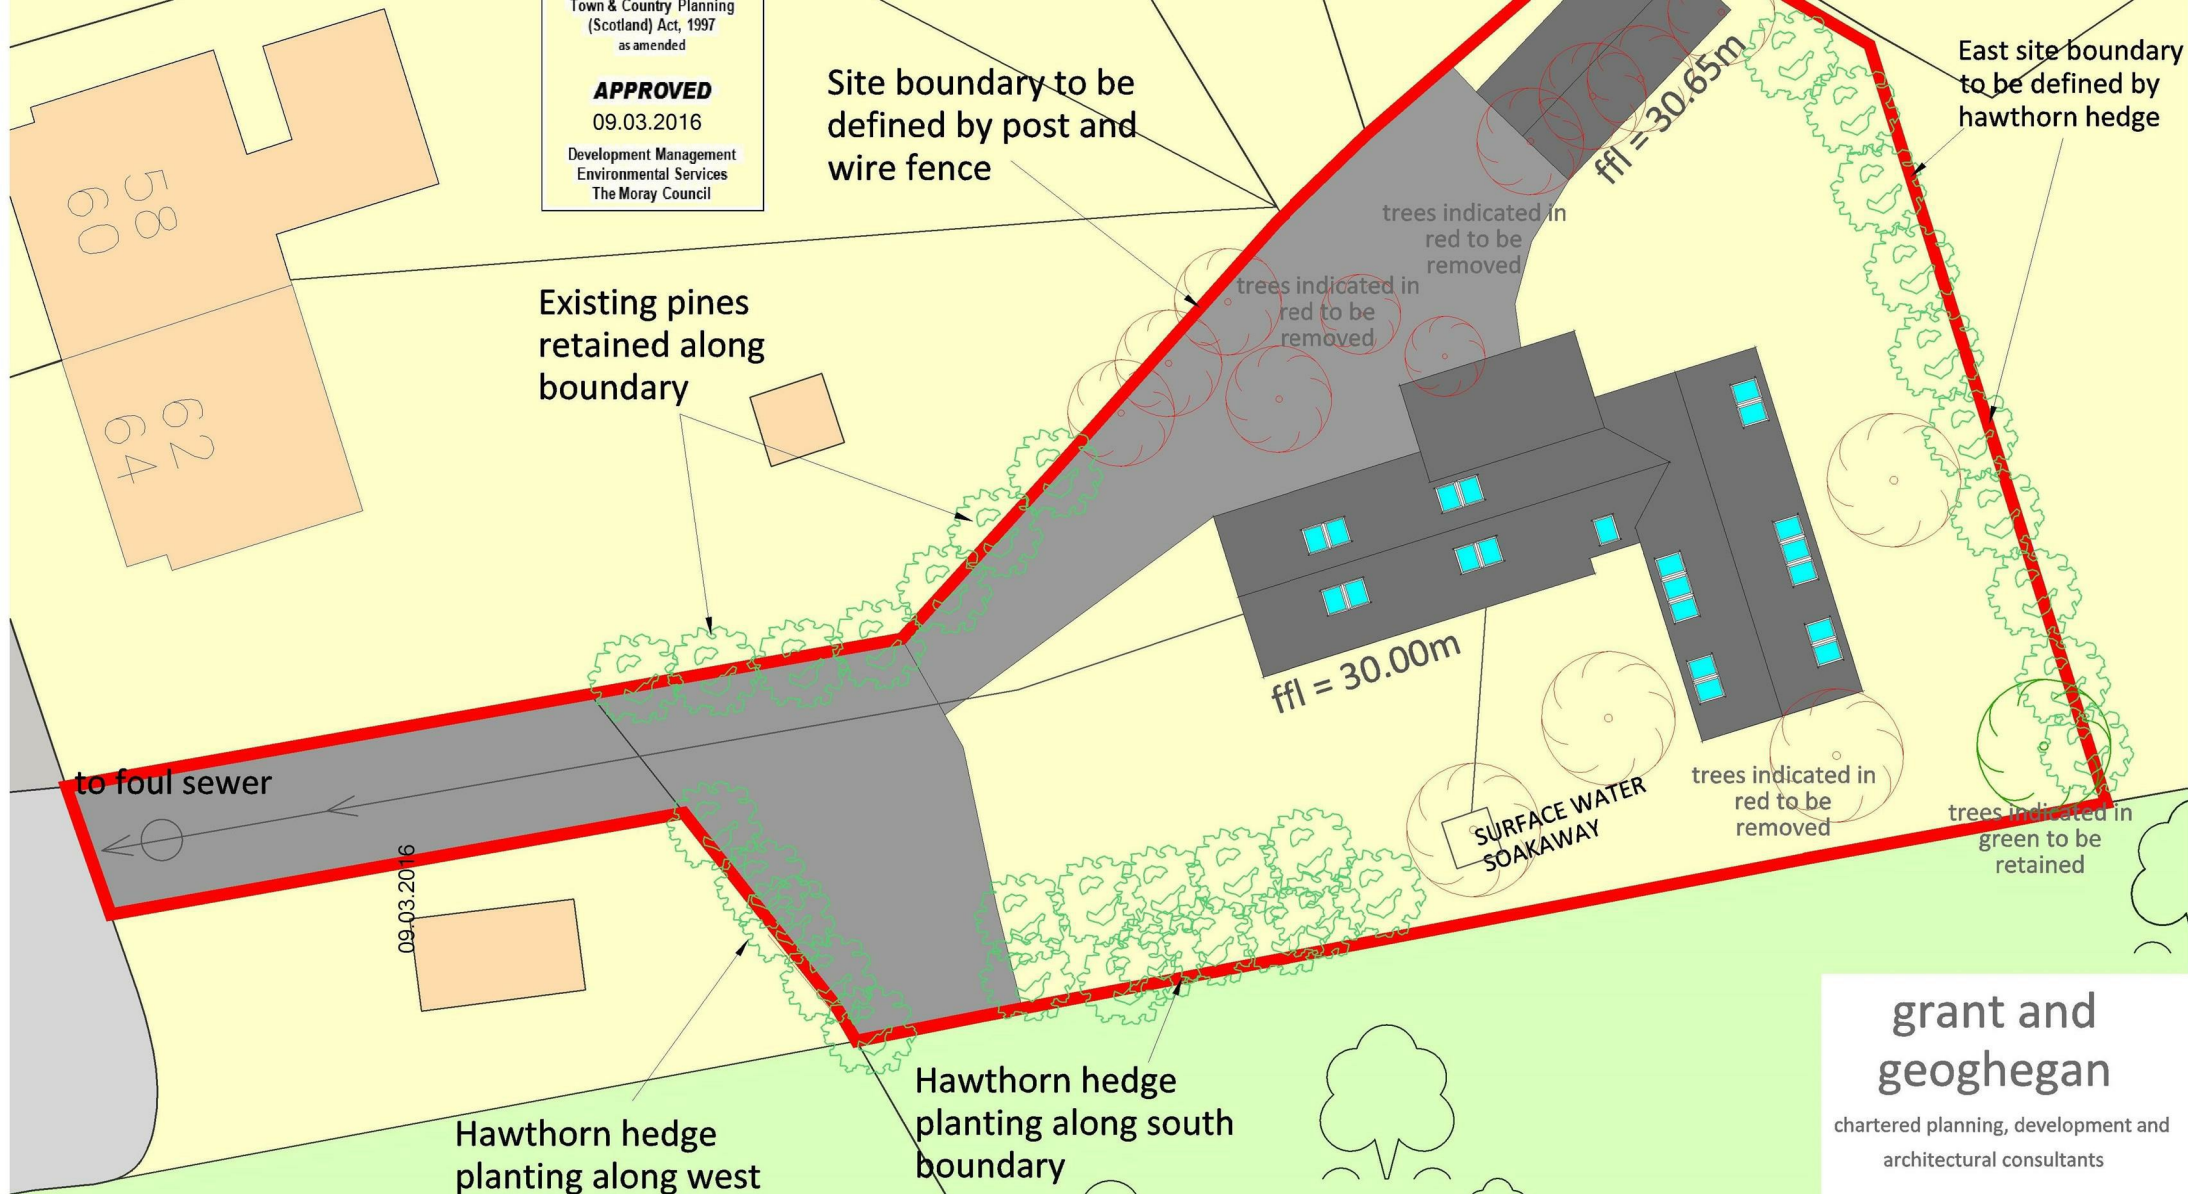 Town & Country Planning
(Scotland) Act, 1997
as amended
APPROVED
09.03.2016
Development Management
Environmental Services
The Moray Council
Site boundary to be
defined by post and
wire fence
East site boundary
to be defined by
hawthorn hedge
ffl = 30.65m
58
60
62
64
trees indicated in
red to be
removed
trees indicated in
red to be
removed
Existing pines
retained along
boundary
ffl = 30.00m
to foul sewer
09.03.2016
SURFACE WATER
SOAKAWAY
trees indicated in
red to be
removed
trees indicated in
green to be
retained
Hawthorn hedge
planting along west
Hawthorn hedge
planting along south
boundary
grant and
geoghegan
chartered planning, development and
architectural consultants